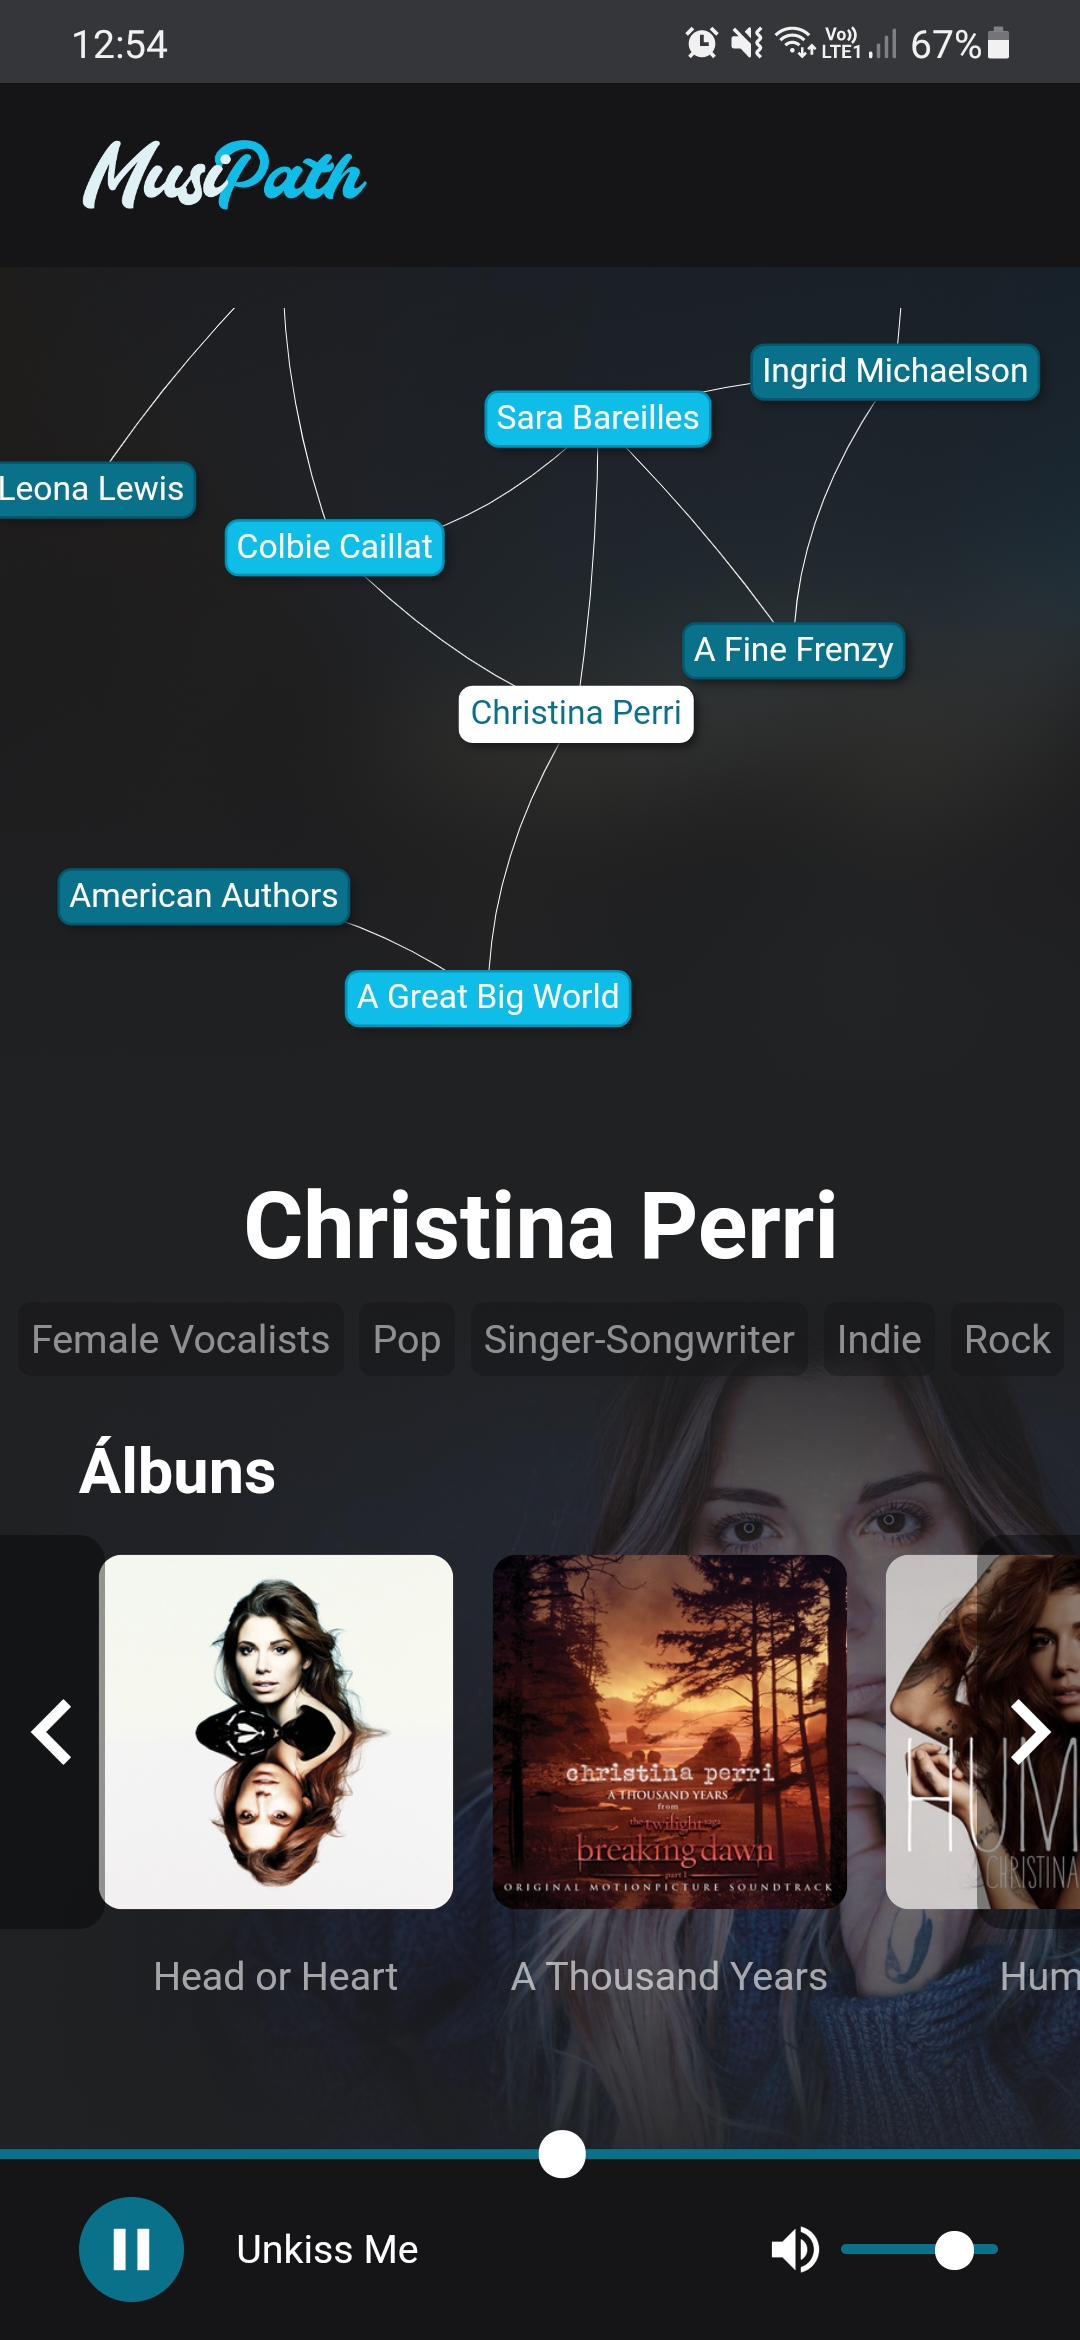 12:54
Vo)) LTE1 67%
MusiPath
Ingrid Michaelson
Sara Bareilles
Leona Lewis
Colbie Caillat
A Fine Frenzy
Christina Perri
American Authors
A Great Big World
Christina Perri
Female Vocalists Pop Singer-Songwriter Indie Rock
Álbuns
christina perri
A THOUSAND YEARS
from
the twilight saga
breaking dawn
part 1
ORIGINAL MOTION PICTURE SOUNDTRACK
HUM
CHRISTINA
Head or Heart A Thousand Years Hum
Unkiss Me